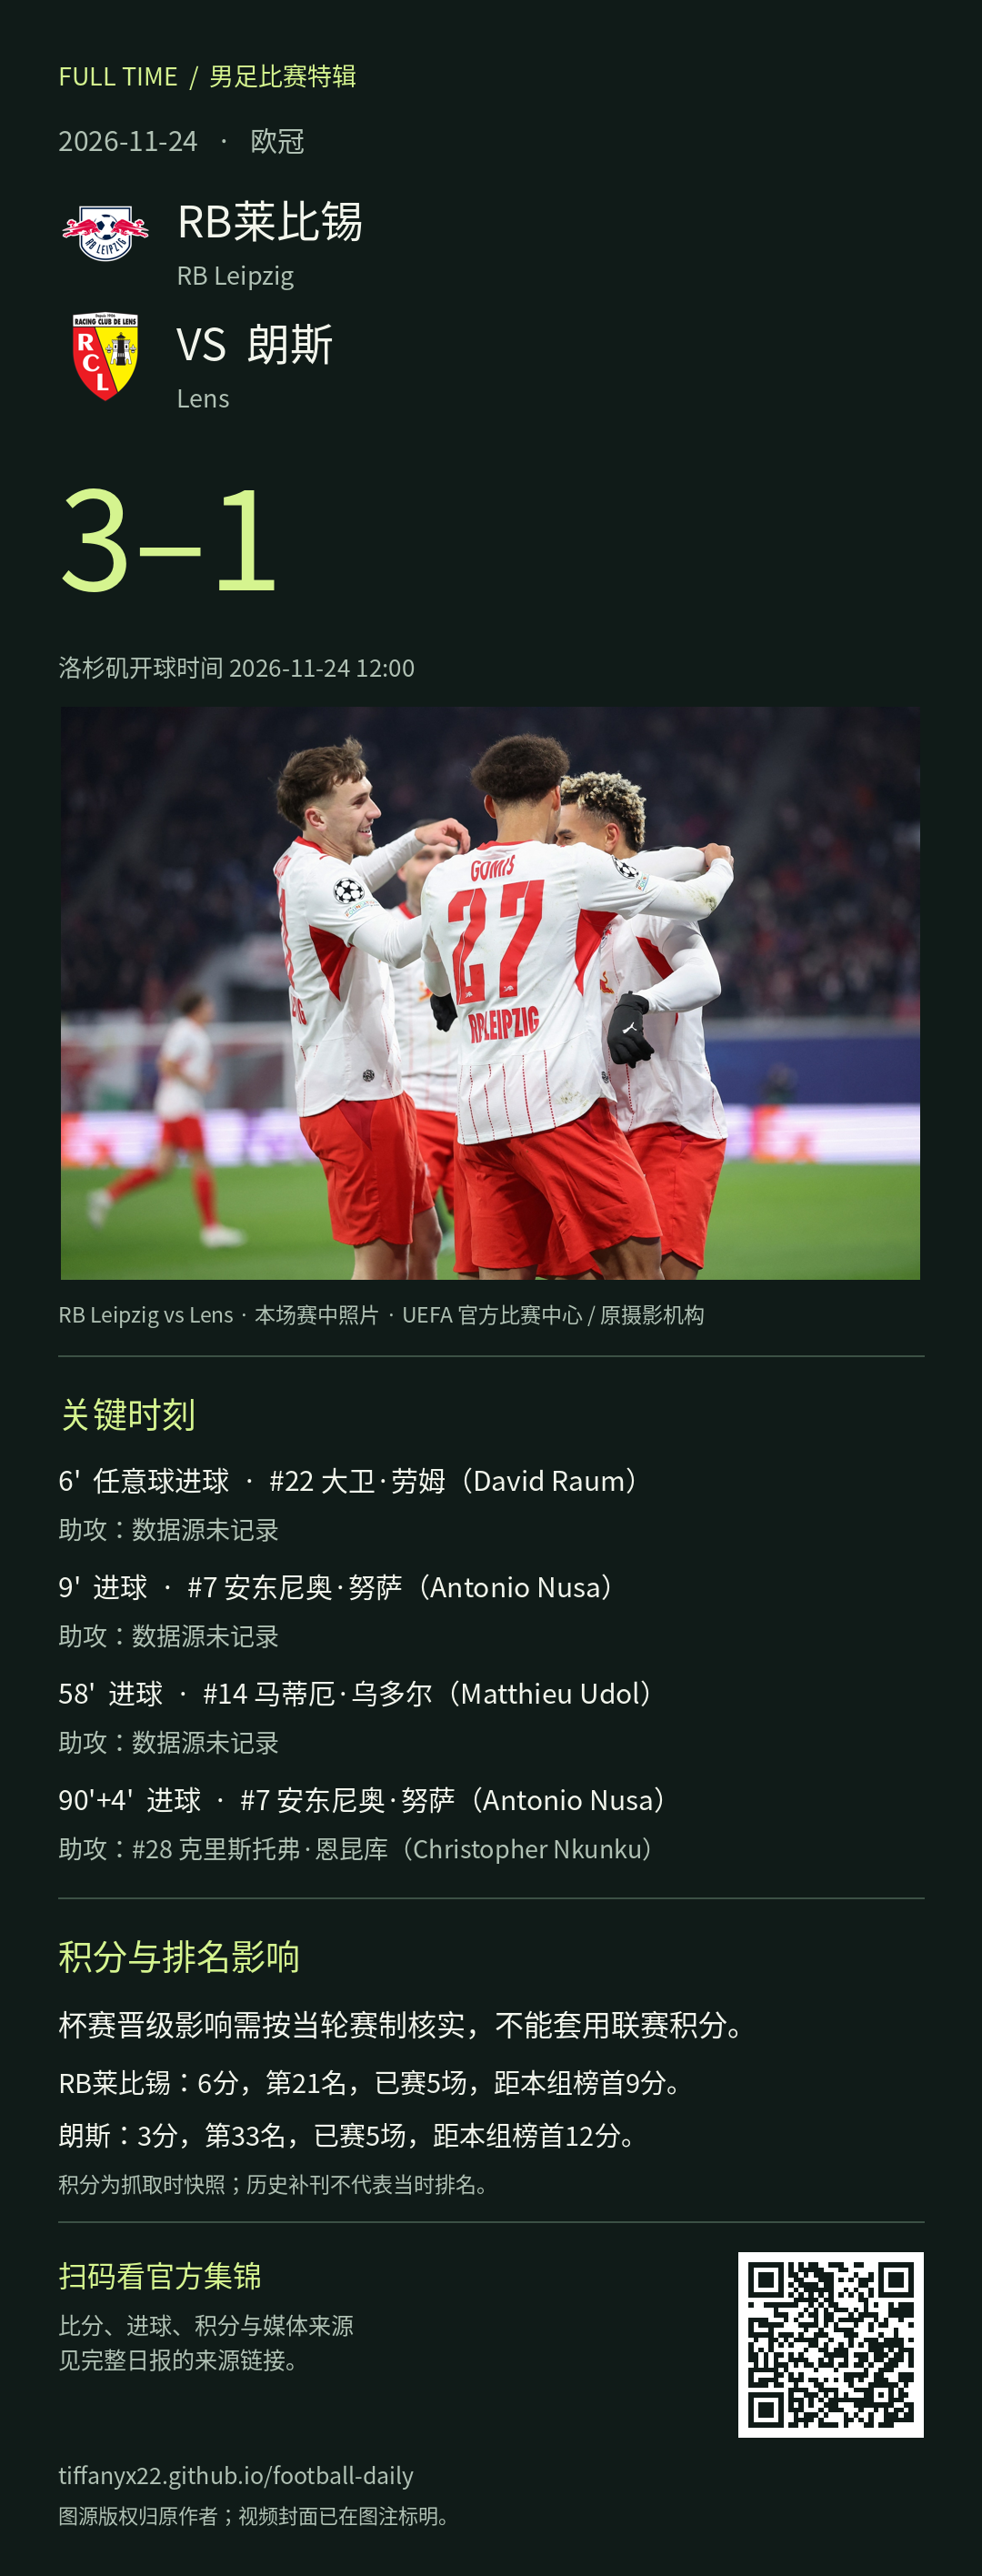 FULL TIME / 男足比赛特辑
2026-11-24 · 欧冠
RB LEIPZIG
RB莱比锡
RB Leipzig
Depuis 1906
RACING CLUB DE LENS
R
C
L
VS 朗斯
Lens
3–1
洛杉矶开球时间 2026-11-24 12:00
GOMIS
27
RB LEIPZIG
RB Leipzig vs Lens · 本场赛中照片 · UEFA 官方比赛中心 / 原摄影机构
关键时刻
6' 任意球进球 · #22 大卫·劳姆（David Raum）
助攻：数据源未记录
9' 进球 · #7 安东尼奥·努萨（Antonio Nusa）
助攻：数据源未记录
58' 进球 · #14 马蒂厄·乌多尔（Matthieu Udol）
助攻：数据源未记录
90'+4' 进球 · #7 安东尼奥·努萨（Antonio Nusa）
助攻：#28 克里斯托弗·恩昆库（Christopher Nkunku）
积分与排名影响
杯赛晋级影响需按当轮赛制核实，不能套用联赛积分。
RB莱比锡：6分，第21名，已赛5场，距本组榜首9分。
朗斯：3分，第33名，已赛5场，距本组榜首12分。
积分为抓取时快照；历史补刊不代表当时排名。
扫码看官方集锦
比分、进球、积分与媒体来源
见完整日报的来源链接。
tiffanyx22.github.io/football-daily
图源版权归原作者；视频封面已在图注标明。